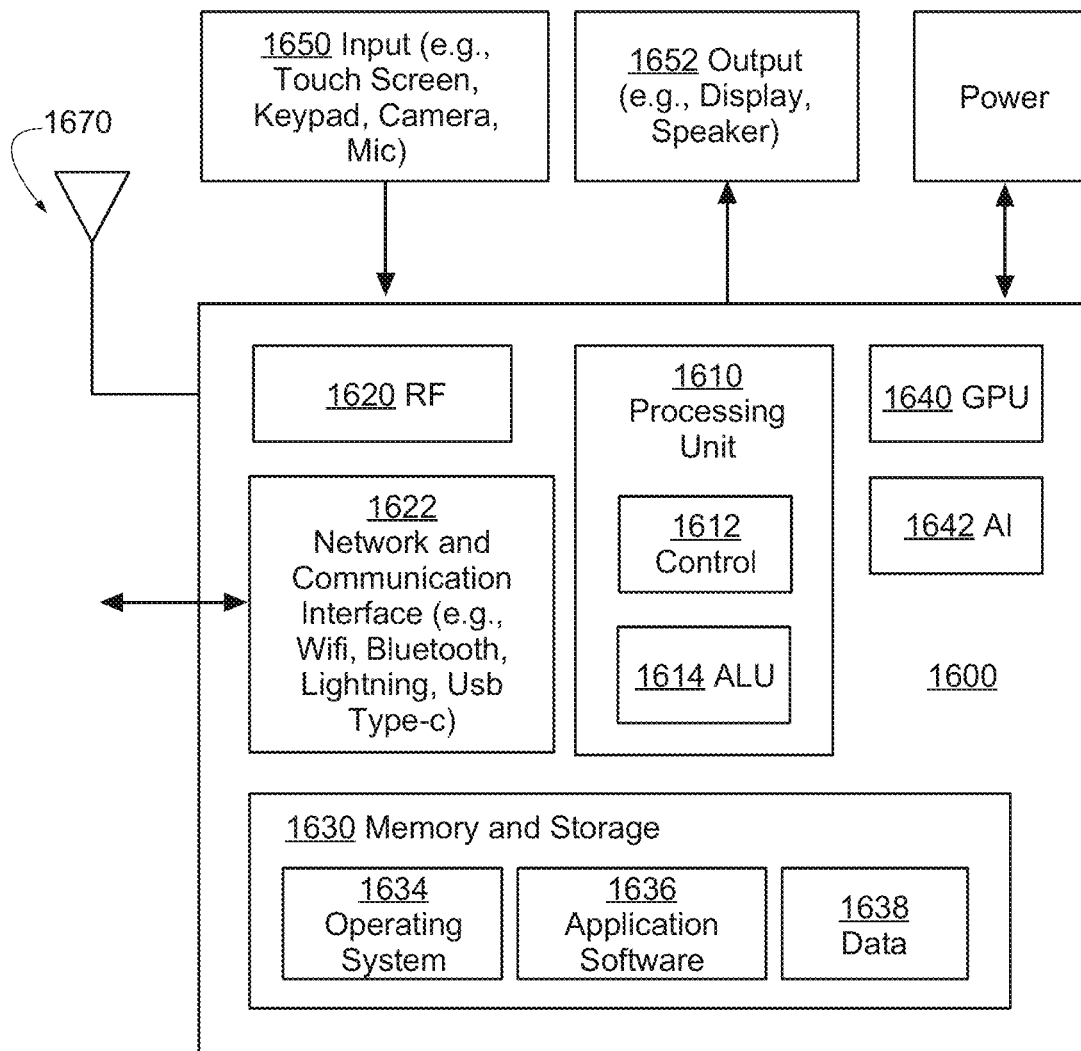 1650 Input (e.g.,
Touch Screen,
Keypad, Camera,
Mic)
1652 Output
(e.g., Display,
Speaker)
Power
1670
1620 RF
1610
Processing
Unit
1640 GPU
1622
Network and
Communication
Interface (e.g.,
Wifi, Bluetooth,
Lightning, Usb
Type-c)
1612
Control
1642 AI
1614 ALU
1600
1630 Memory and Storage
1634
Operating
System
1636
Application
Software
1638
Data